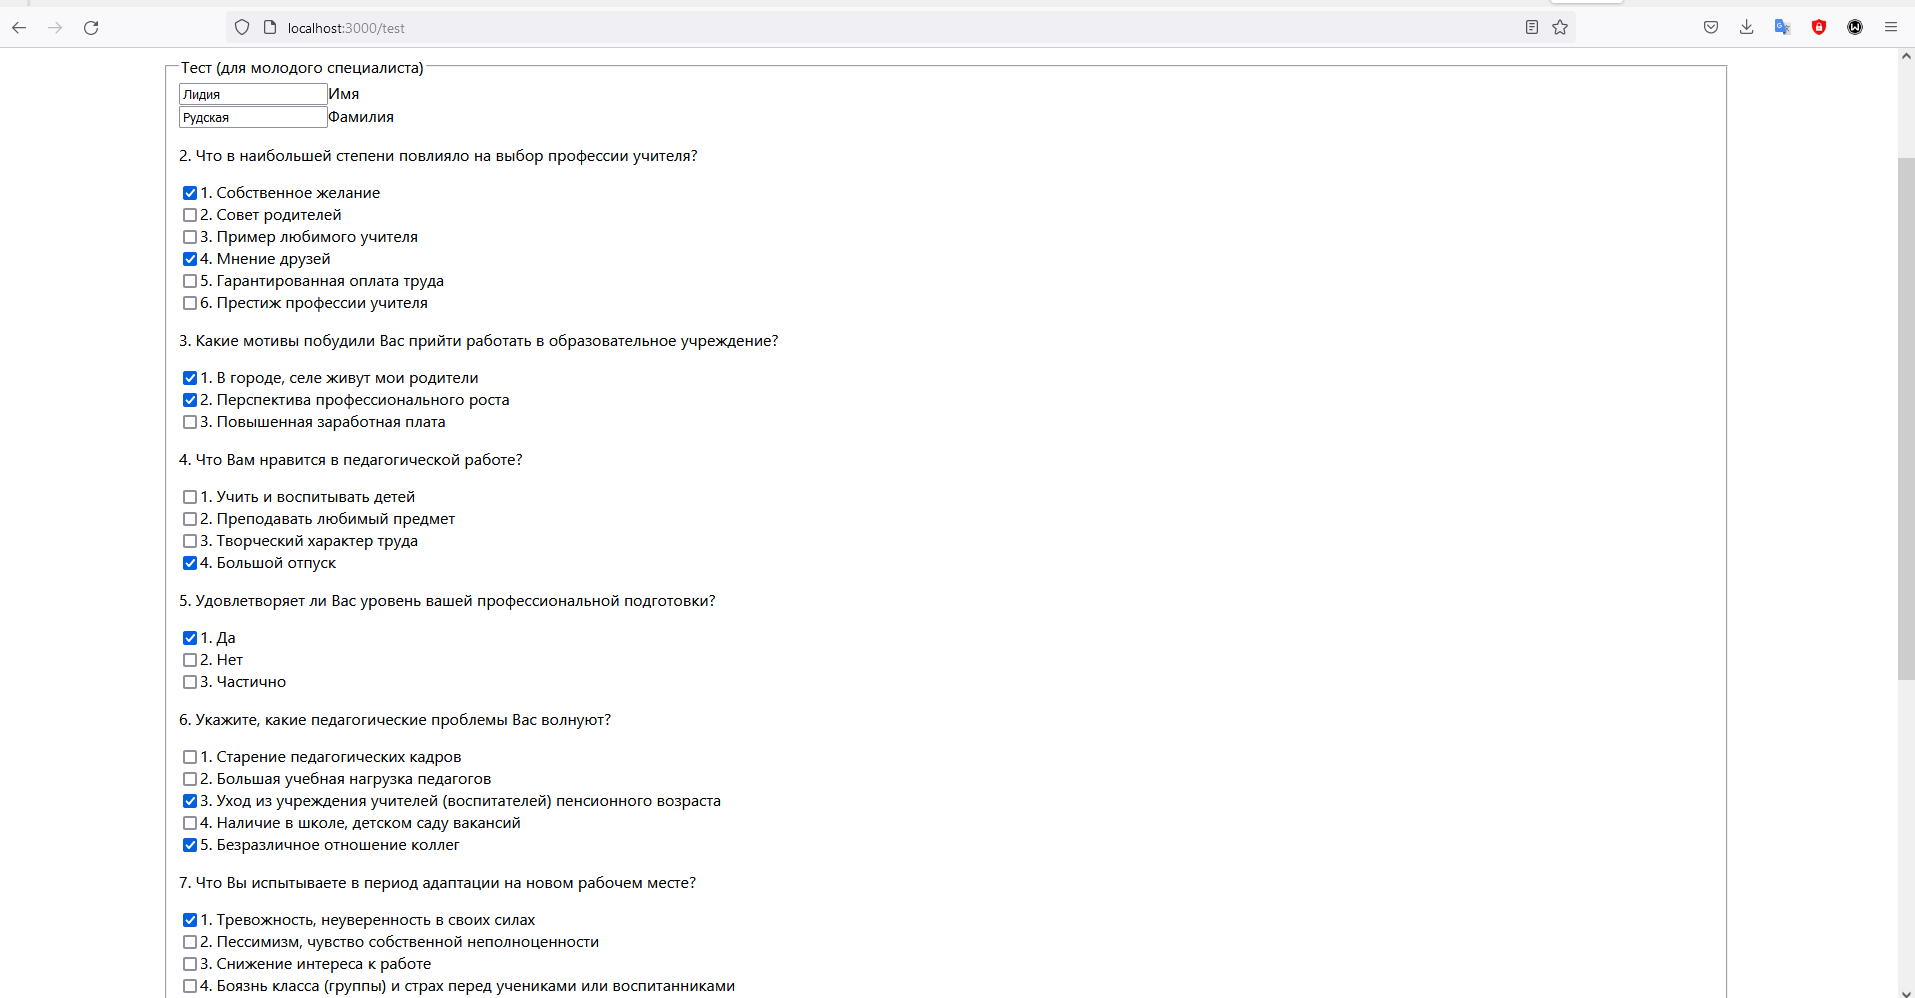 localhost:3000/test
Тест (для молодого специалиста)
Лидия Имя
Рудская Фамилия
2. Что в наибольшей степени повлияло на выбор профессии учителя?
1. Собственное желание
2. Совет родителей
3. Пример любимого учителя
4. Мнение друзей
5. Гарантированная оплата труда
6. Престиж профессии учителя
3. Какие мотивы побудили Вас прийти работать в образовательное учреждение?
1. В городе, селе живут мои родители
2. Перспектива профессионального роста
3. Повышенная заработная плата
4. Что Вам нравится в педагогической работе?
1. Учить и воспитывать детей
2. Преподавать любимый предмет
3. Творческий характер труда
4. Большой отпуск
5. Удовлетворяет ли Вас уровень вашей профессиональной подготовки?
1. Да
2. Нет
3. Частично
6. Укажите, какие педагогические проблемы Вас волнуют?
1. Старение педагогических кадров
2. Большая учебная нагрузка педагогов
3. Уход из учреждения учителей (воспитателей) пенсионного возраста
4. Наличие в школе, детском саду вакансий
5. Безразличное отношение коллег
7. Что Вы испытываете в период адаптации на новом рабочем месте?
1. Тревожность, неуверенность в своих силах
2. Пессимизм, чувство собственной неполноценности
3. Снижение интереса к работе
4. Боязнь класса (группы) и страх перед учениками или воспитанниками